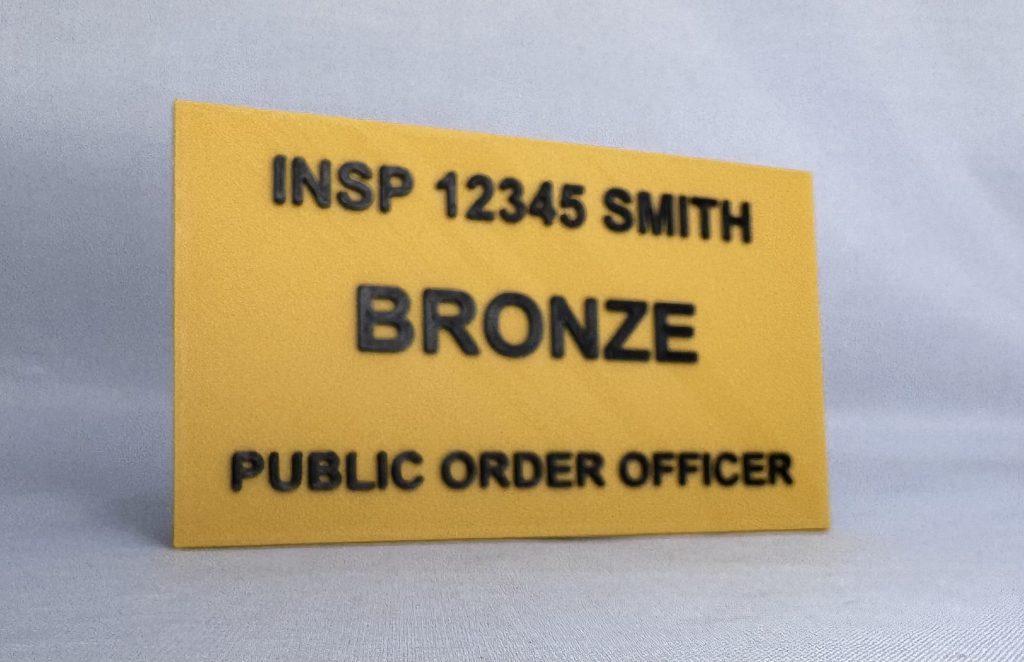 INSP 12345 SMITH
BRONZE
PUBLIC ORDER OFFICER